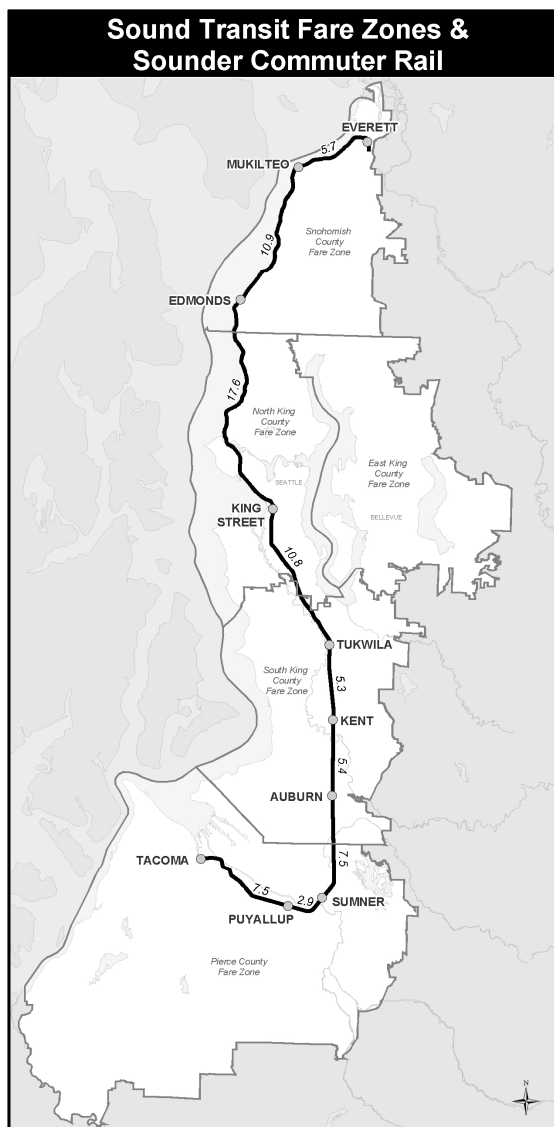 Sound Transit Fare Zones &
Sounder Commuter Rail
EVERETT
5.7
MUKILTEO
Snohomish
County
Fare Zone
10.9
EDMONDS
17.6
North King
County
Fare Zone
East King
County
Fare Zone
SEATTLE
KING
STREET
BELLEVUE
10.8
TUKWILA
South King
County
Fare Zone
5.3
KENT
5.4
AUBURN
7.5
TACOMA
7.5
2.9
SUMNER
PUYALLUP
Pierce County
Fare Zone
N